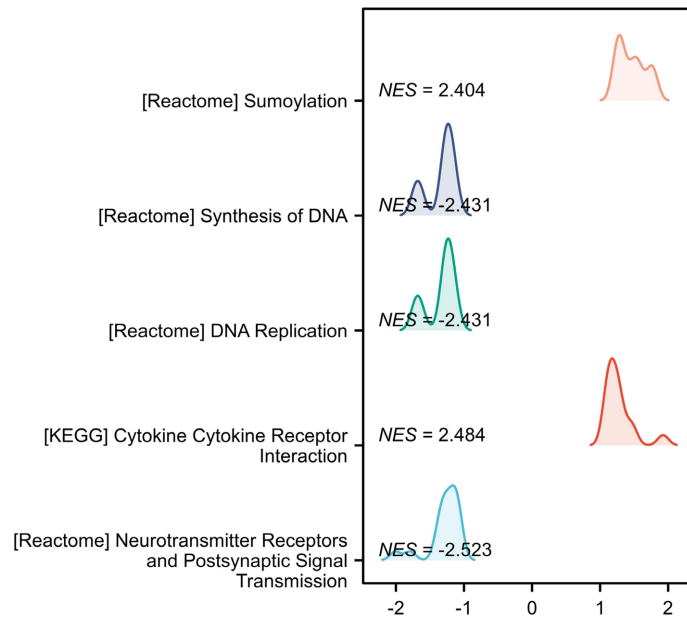 [Reactome] Sumoylation
NES = 2.404
[Reactome] Synthesis of DNA
NES = -2.431
[Reactome] DNA Replication
NES = -2.431
[KEGG] Cytokine Cytokine Receptor
Interaction
NES = 2.484
[Reactome] Neurotransmitter Receptors
and Postsynaptic Signal
Transmission
NES = -2.523
-2 -1 0 1 2